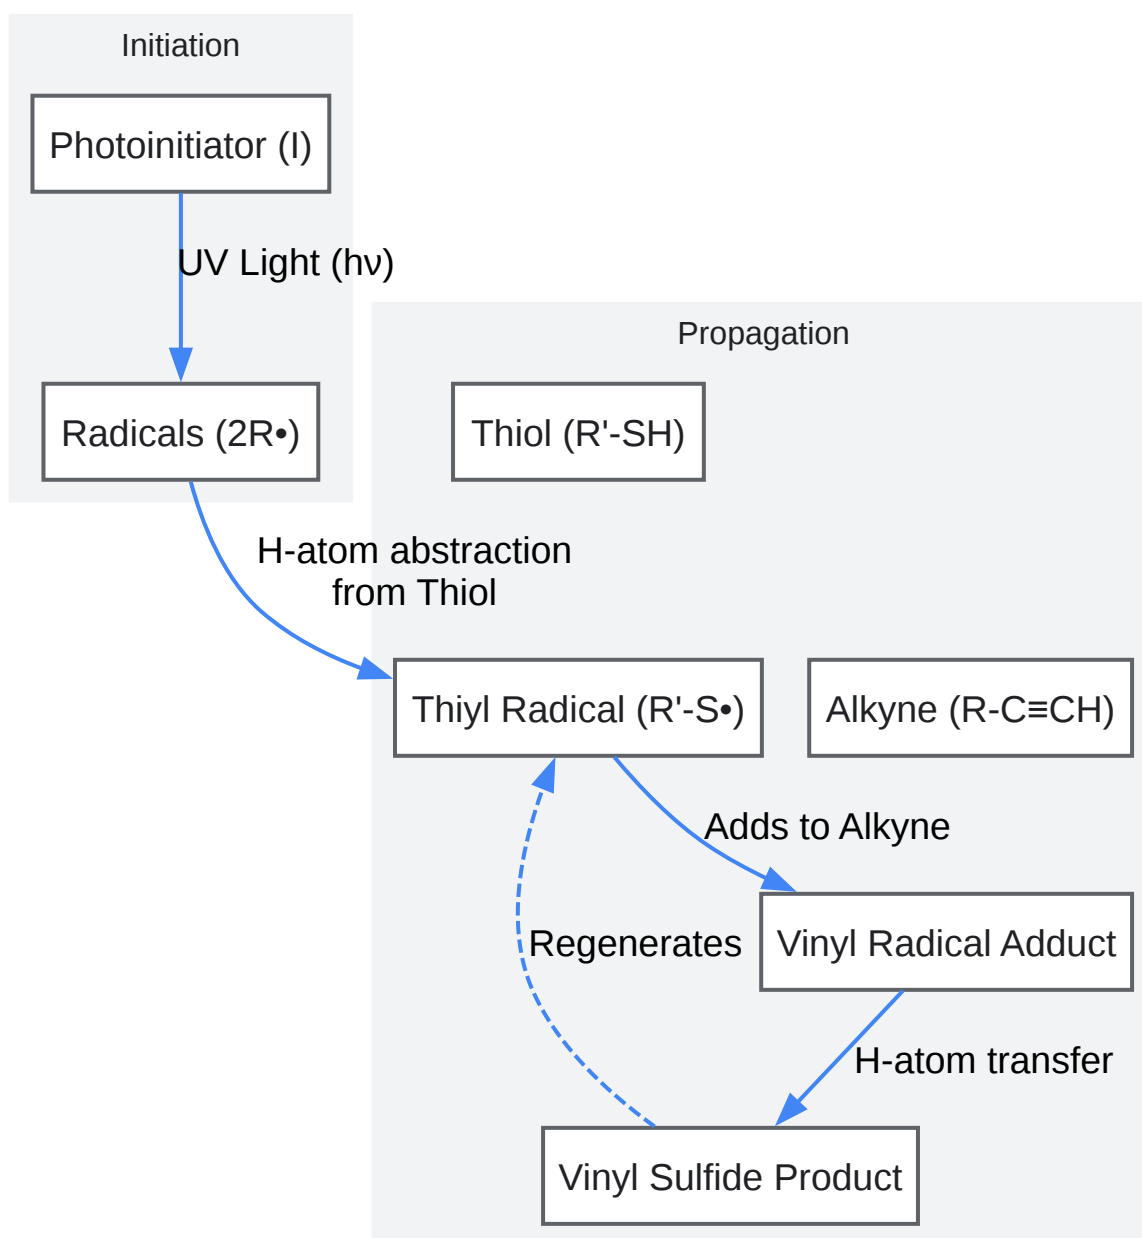 Initiation
Photoinitiator (I)
UV Light (hν)
Radicals (2R•)
Propagation
Thiol (R'-SH)
H-atom abstraction
from Thiol
Thiyl Radical (R'-S•)
Alkyne (R-C≡CH)
Adds to Alkyne
Regenerates
Vinyl Radical Adduct
H-atom transfer
Vinyl Sulfide Product